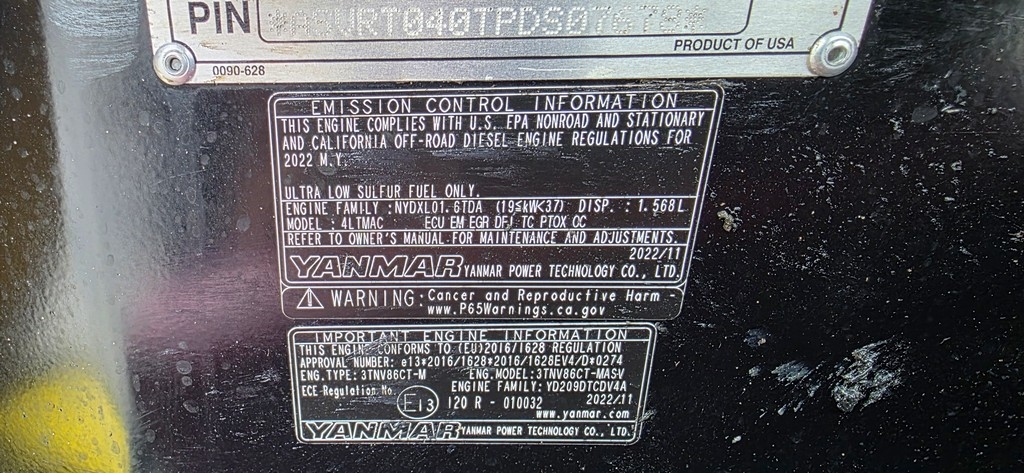 PIN *A5VRT040TPDS07679*
PRODUCT OF USA
0090-628
EMISSION CONTROL INFORMATION
THIS ENGINE COMPLIES WITH U.S. EPA NONROAD AND STATIONARY
AND CALIFORNIA OFF-ROAD DIESEL ENGINE REGULATIONS FOR
2022 M.Y.
ULTRA LOW SULFUR FUEL ONLY.
ENGINE FAMILY :NYDXL01.6TDA (19≤kW<37) DISP. : 1.568L
MODEL : 4LTMAC ECU EM EGR DFI TC PTOX OC
REFER TO OWNER'S MANUAL FOR MAINTENANCE AND ADJUSTMENTS.
2022/11
YANMAR YANMAR POWER TECHNOLOGY CO., LTD.
⚠ WARNING: Cancer and Reproductive Harm -
www.P65Warnings.ca.gov
IMPORTANT ENGINE INFORMATION
THIS ENGINE CONFORMS TO (EU)2016/1628 REGULATION
APPROVAL NUMBER: e13*2016/1628*2016/1628EV4/D*0274
ENG.TYPE: 3TNV86CT-M ENG.MODEL: 3TNV86CT-MASV
ENGINE FAMILY: YD209DTCDV4A
ECE-Regulation No. E13 120 R - 010032 2022/11
www.yanmar.com
YANMAR YANMAR POWER TECHNOLOGY CO., LTD.